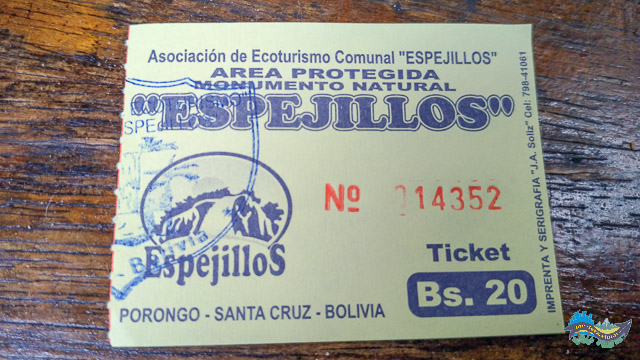 Asociación de Ecoturismo Comunal "ESPEJILLOS"
AREA PROTEGIDA
MONUMENTO NATURAL
"ESPEJILLOS"
Nº 014352
EspejilloS
BOLIVIA
Ticket
Bs. 20
PORONGO - SANTA CRUZ - BOLIVIA
IMPRENTA Y SERIGRAFIA "J.A. Soliz" Cel: 798-41061